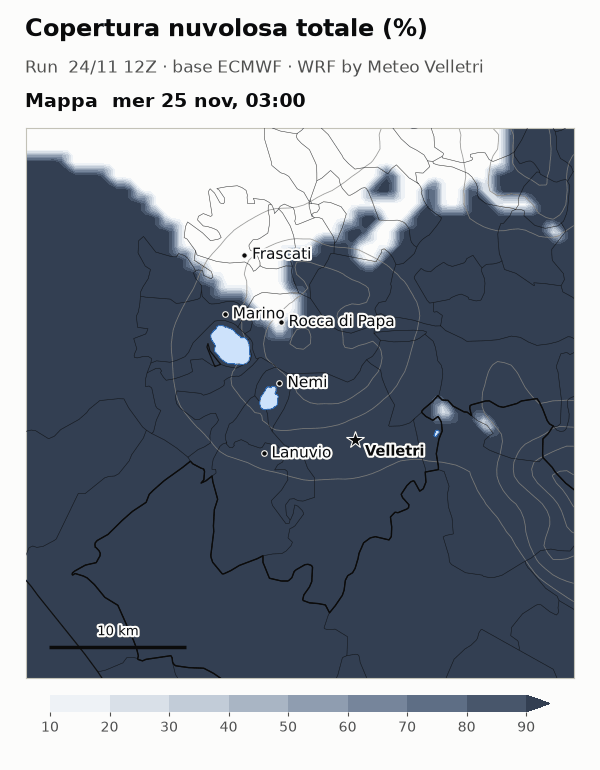 Copertura nuvolosa totale (%)
Run  24/11 12Z · base ECMWF · WRF by Meteo Velletri
Mappa  mer 25 nov, 03:00
Frascati
Marino
Rocca di Papa
Nemi
Velletri
Lanuvio
10 km
10 20 30 40 50 60 70 80 90